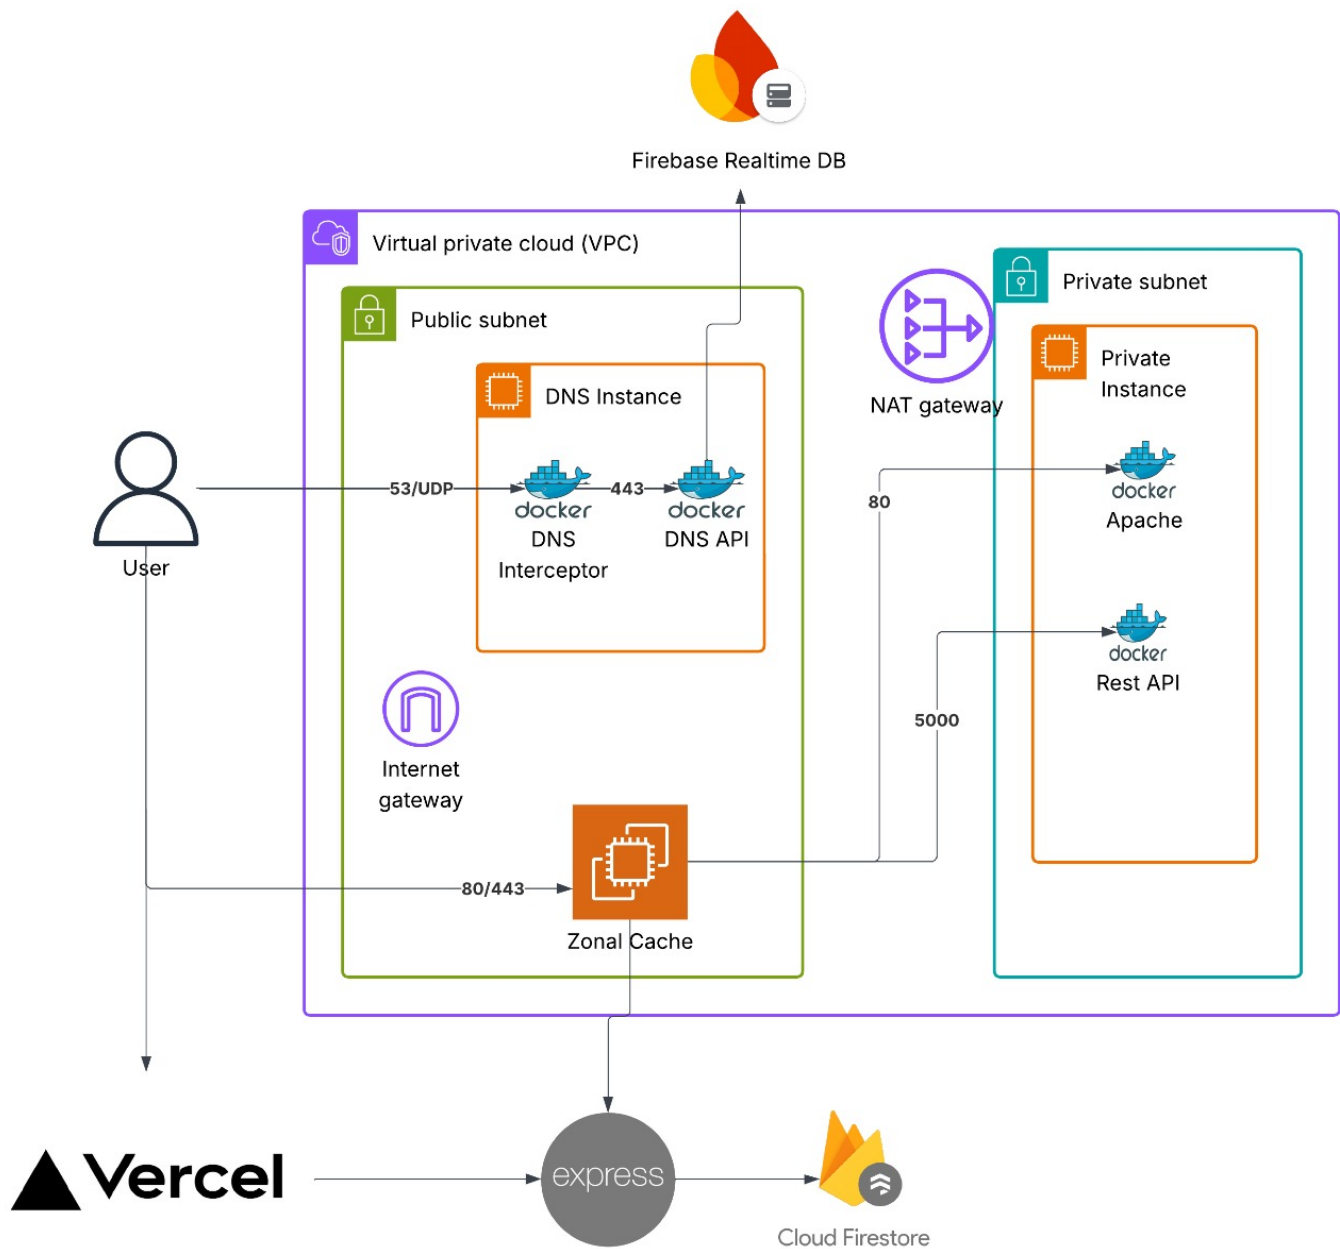 Firebase Realtime DB
Virtual private cloud (VPC)
Public subnet
Private subnet
DNS Instance
Private
Instance
NAT gateway
53/UDP
443
docker
DNS
Interceptor
docker
DNS API
80
docker
Apache
User
docker
Rest API
5000
Internet
gateway
80/443
Zonal Cache
Vercel
express
Cloud Firestore